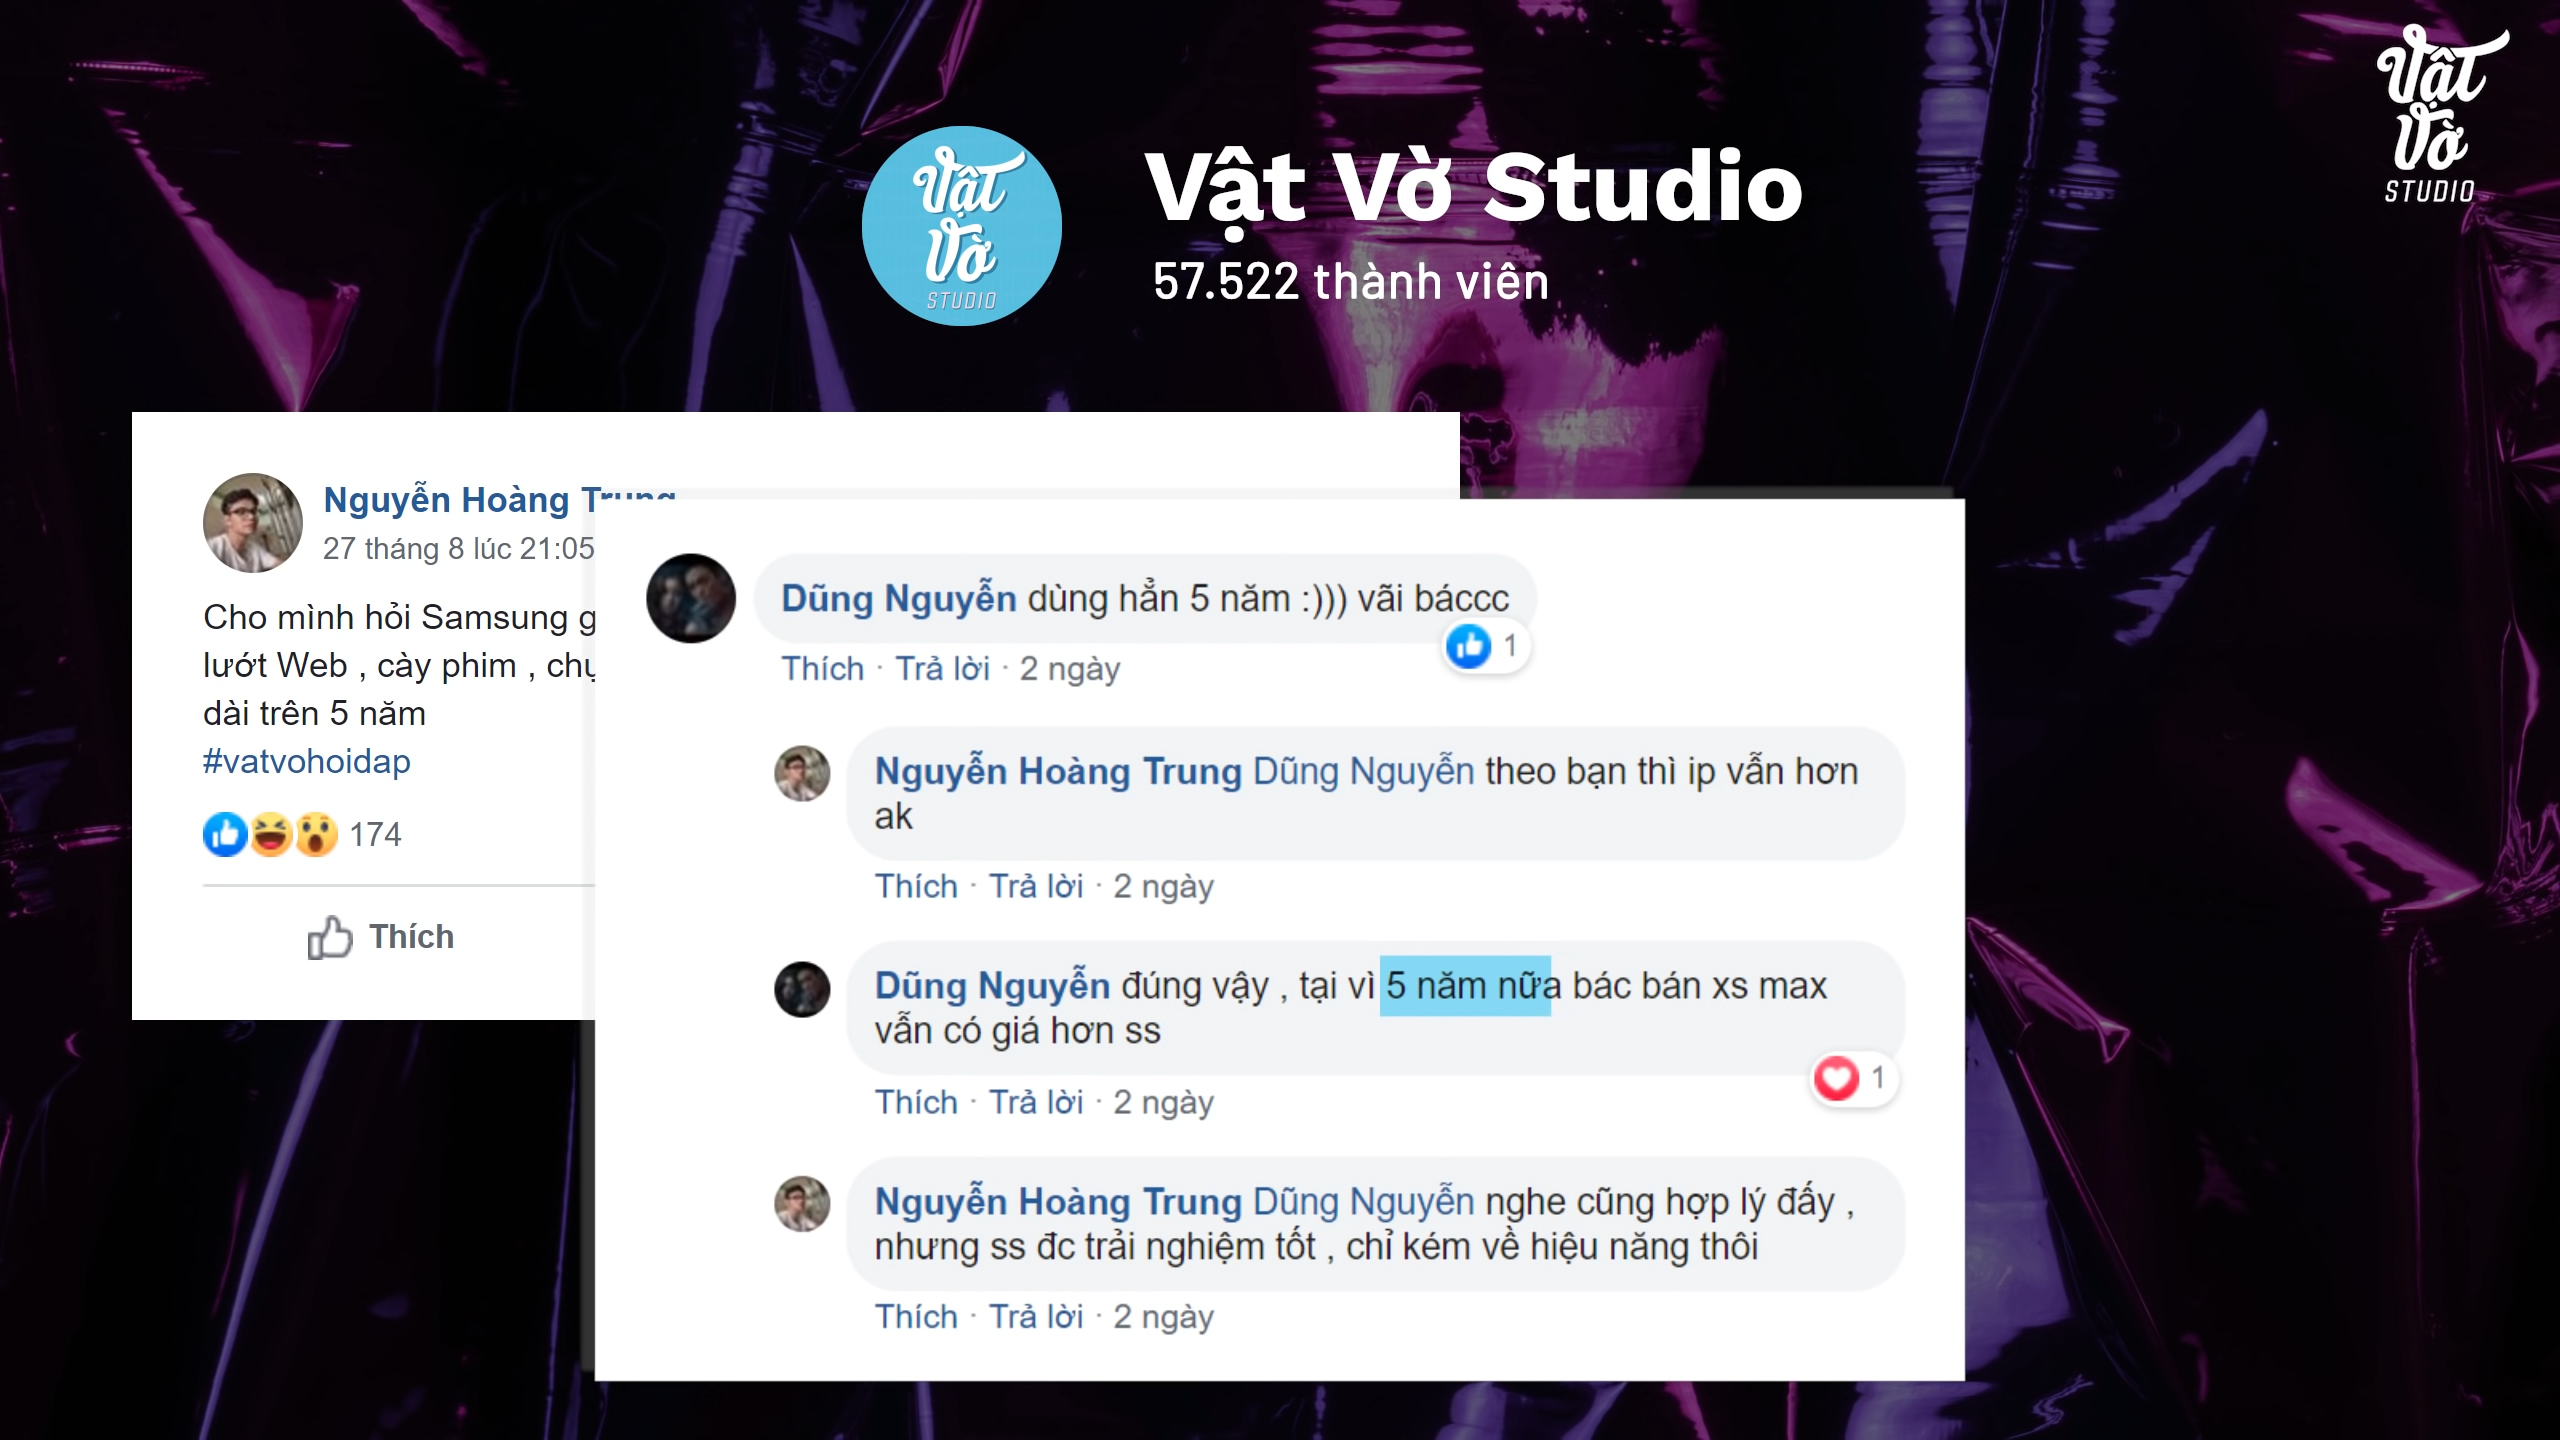 Vật
Vờ
STUDIO
Vật
Vờ
STUDIO
Vật Vờ Studio
57.522 thành viên
Nguyễn Hoàng Trung
27 tháng 8 lúc 21:05
Cho mình hỏi Samsung g
lướt Web , cày phim , chụ
dài trên 5 năm
#vatvohoidap
174
Thích
Dũng Nguyễn dùng hẳn 5 năm :))) vãi báccc
1
Thích · Trả lời · 2 ngày
Nguyễn Hoàng Trung Dũng Nguyễn theo bạn thì ip vẫn hơn
ak
Thích · Trả lời · 2 ngày
Dũng Nguyễn đúng vậy , tại vì 5 năm nữa bác bán xs max
vẫn có giá hơn ss
1
Thích · Trả lời · 2 ngày
Nguyễn Hoàng Trung Dũng Nguyễn nghe cũng hợp lý đấy ,
nhưng ss đc trải nghiệm tốt , chỉ kém về hiệu năng thôi
Thích · Trả lời · 2 ngày